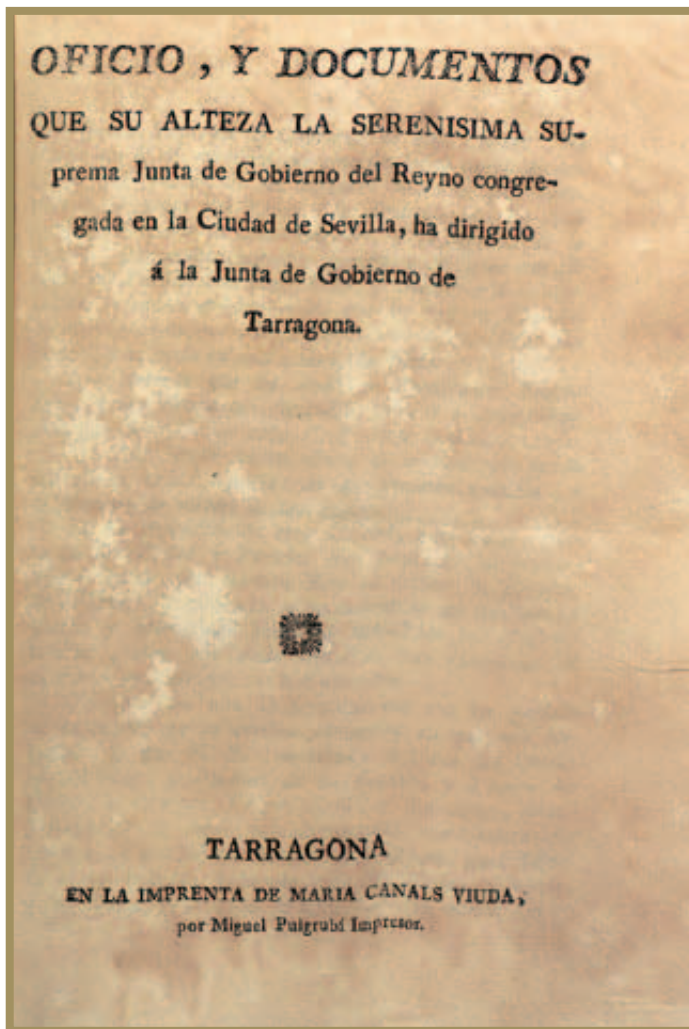 OFICIO, Y DOCUMENTOS
QUE SU ALTEZA LA SERENISIMA SU-
prema Junta de Gobierno del Reyno congre-
gada en la Ciudad de Sevilla, ha dirigido
á la Junta de Gobierno de
Tarragona.
TARRAGONA
EN LA IMPRENTA DE MARIA CANALS VIUDA,
por Miguel Puigrubí Impresor.